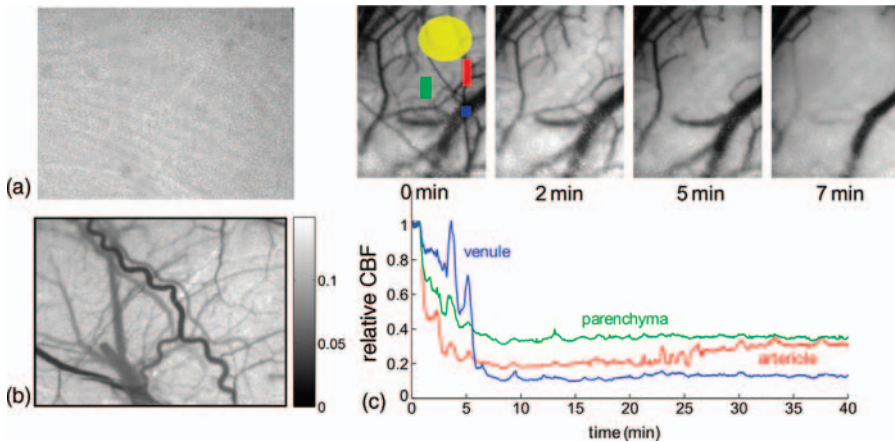 (a)
0 min 2 min 5 min 7 min
(b)
0.1
0.05
0
(c)
relative CBF
1
0.8
0.6
0.4
0.2
0
venule
parenchyma
arteriole
0 5 10 15 20 25 30 35 40
time (min)